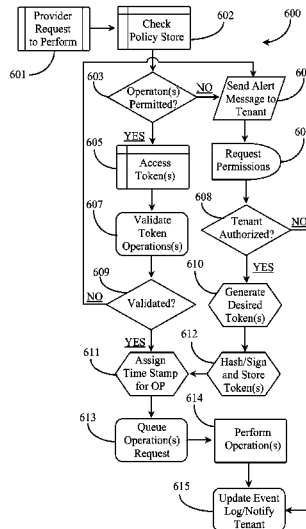 Provider
Request
to Perform
601
Check
Policy Store
602
600
603
Operaton(s)
Permitted?
NO
Send Alert
Message to
Tenant
YES
605
Access
Token(s)
Request
Permissions
607
Validate
Token
Operations(s)
608
Tenant
Authorized?
NO
YES
609
Validated?
NO
YES
610
Generate
Desired
Token(s)
611
Assign
Time Stamp
for OP
612
Hash/Sign
and Store
Token(s)
613
Queue
Operation(s)
Request
614
Perform
Operation(s)
615
Update Event
Log/Notify
Tenant